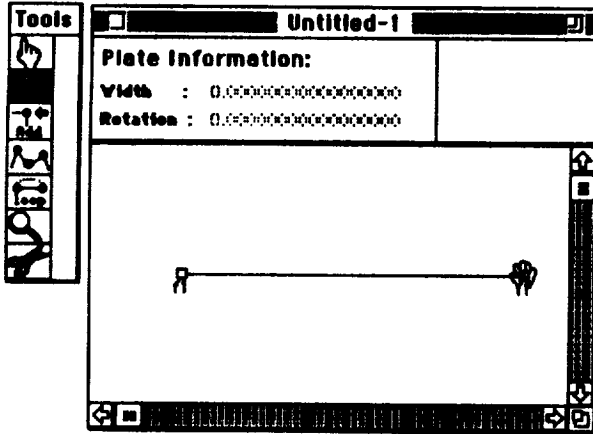 Tools
Untitled-1
Plate Information:
Width :
Rotation :
Add
Loop